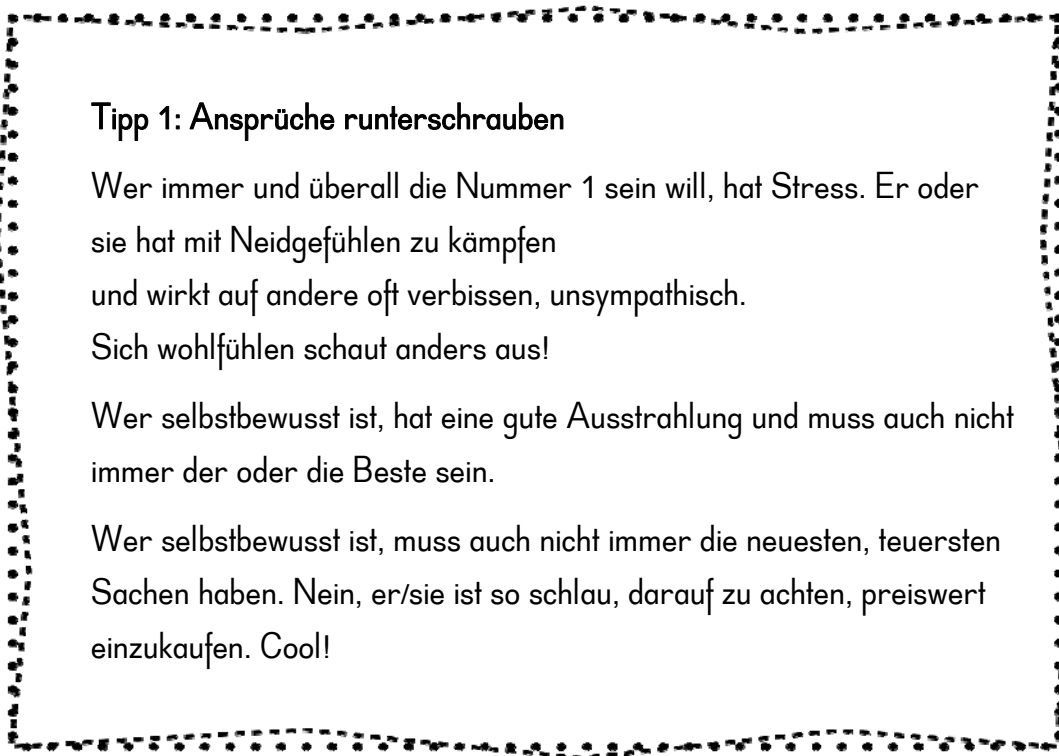 Tipp 1: Ansprüche runterschrauben
Wer immer und überall die Nummer 1 sein will, hat Stress. Er oder
sie hat mit Neidgefühlen zu kämpfen
und wirkt auf andere oft verbissen, unsympathisch.
Sich wohlfühlen schaut anders aus!
Wer selbstbewusst ist, hat eine gute Ausstrahlung und muss auch nicht
immer der oder die Beste sein.
Wer selbstbewusst ist, muss auch nicht immer die neuesten, teuersten
Sachen haben. Nein, er/sie ist so schlau, darauf zu achten, preiswert
einzukaufen. Cool!